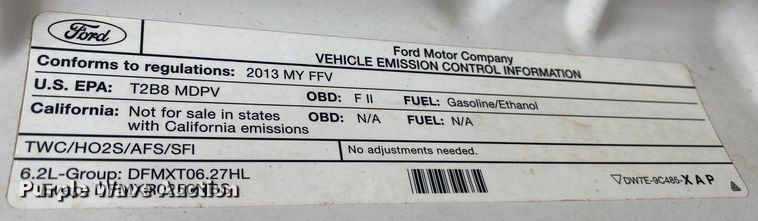 Ford
Ford Motor Company
VEHICLE EMISSION CONTROL INFORMATION
Conforms to regulations: 2013 MY FFV
U.S. EPA: T2B8 MDPV OBD: F II FUEL: Gasoline/Ethanol
California: Not for sale in states with California emissions OBD: N/A FUEL: N/A
TWC/HO2S/AFS/SFI
No adjustments needed.
6.2L-Group: DFMXT06.27HL
DW7E-9C485-XAP
Purple Wave Auction